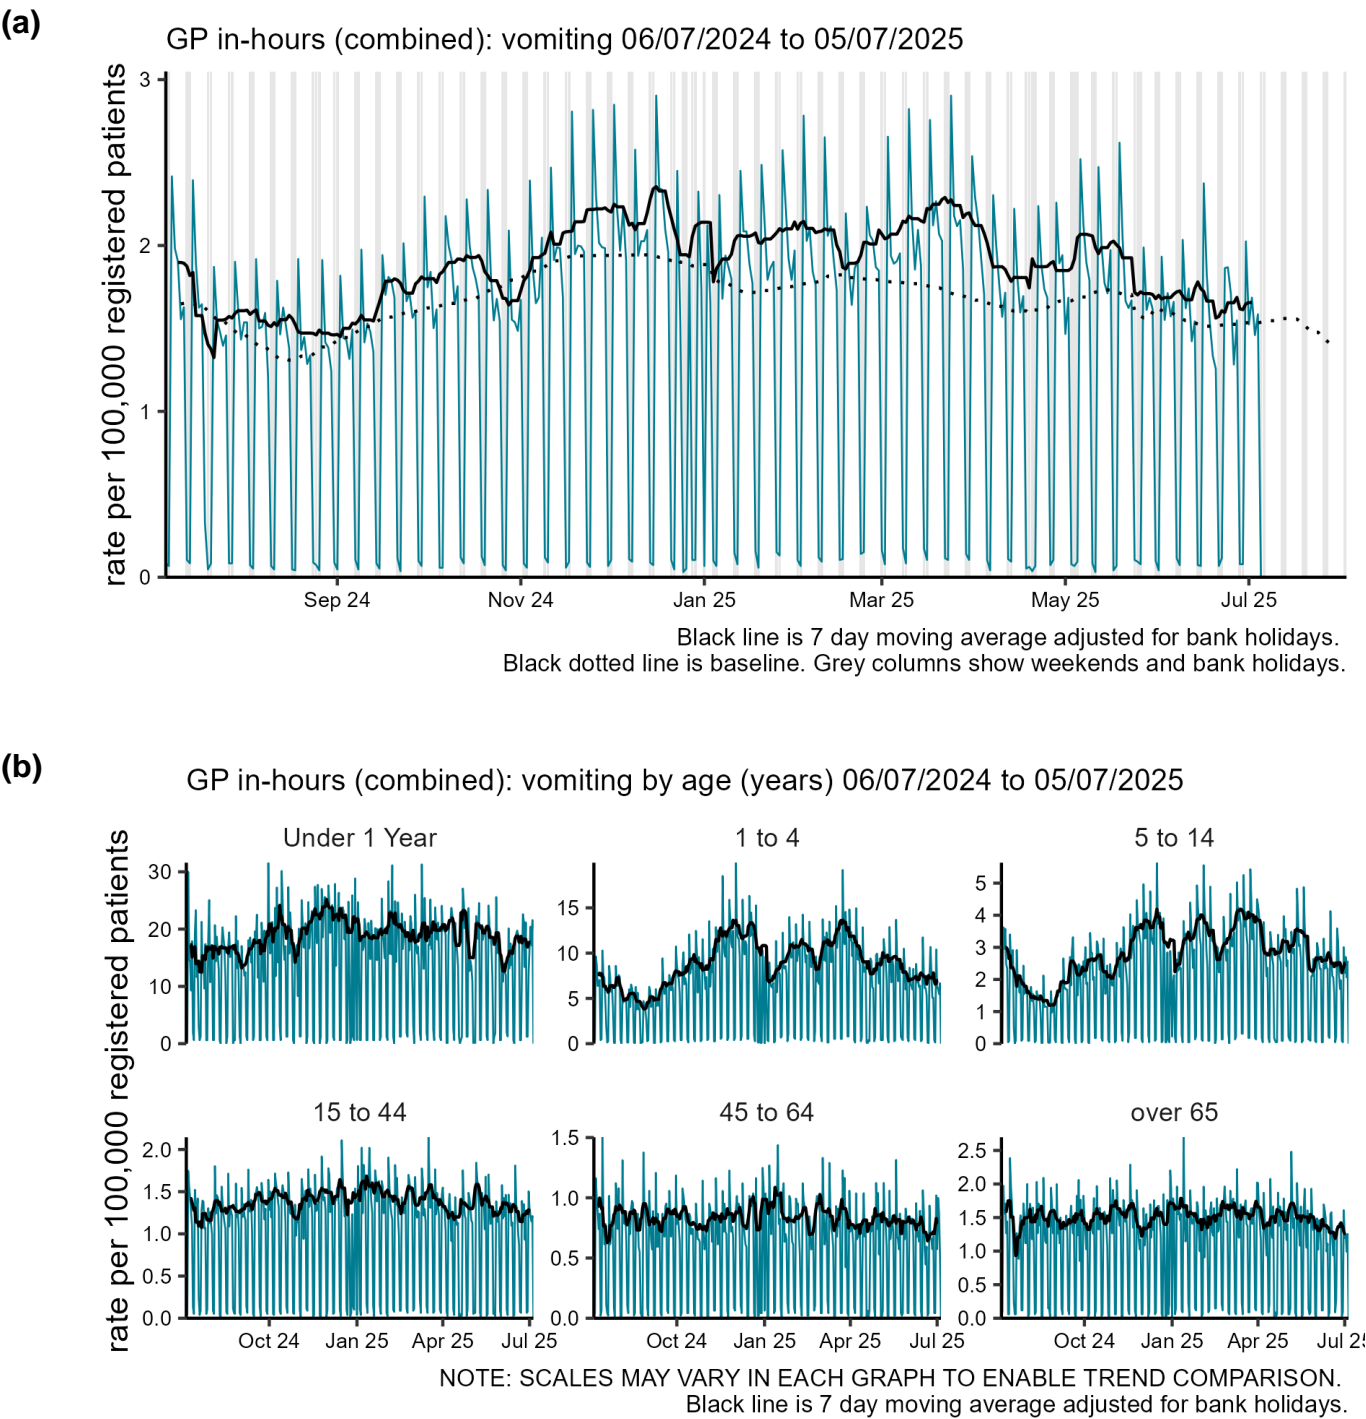 (a)
GP in-hours (combined): vomiting 06/07/2024 to 05/07/2025
rate per 100,000 registered patients
3
2
1
0
Sep 24 Nov 24 Jan 25 Mar 25 May 25 Jul 25
Black line is 7 day moving average adjusted for bank holidays.
Black dotted line is baseline. Grey columns show weekends and bank holidays.
(b)
GP in-hours (combined): vomiting by age (years) 06/07/2024 to 05/07/2025
rate per 100,000 registered patients
Under 1 Year
30
20
10
0
1 to 4
15
10
5
0
5 to 14
5
4
3
2
1
0
15 to 44
2.0
1.5
1.0
0.5
0.0
Oct 24 Jan 25 Apr 25 Jul 25
45 to 64
1.5
1.0
0.5
0.0
Oct 24 Jan 25 Apr 25 Jul 25
over 65
2.5
2.0
1.5
1.0
0.5
0.0
Oct 24 Jan 25 Apr 25 Jul 25
NOTE: SCALES MAY VARY IN EACH GRAPH TO ENABLE TREND COMPARISON.
Black line is 7 day moving average adjusted for bank holidays.